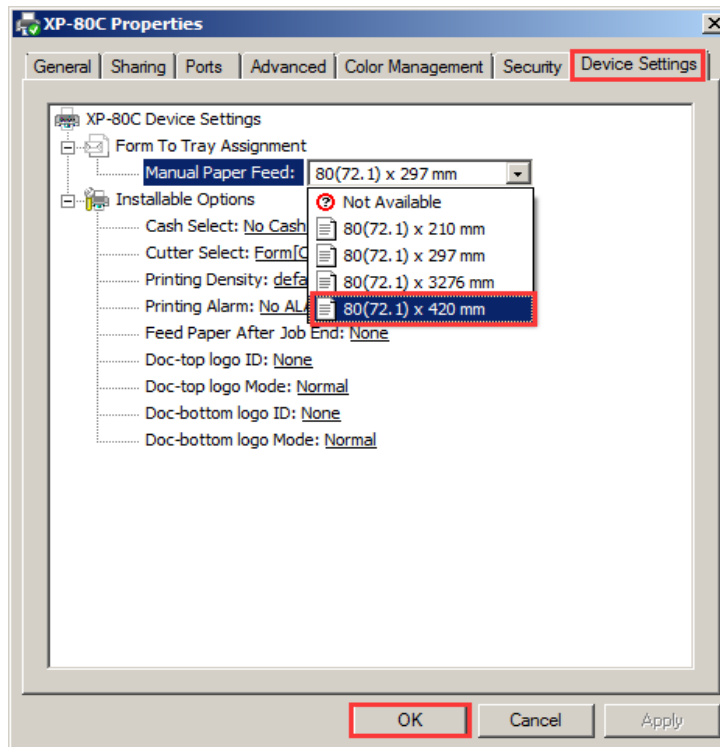 XP-80C Properties
General Sharing Ports Advanced Color Management Security Device Settings
XP-80C Device Settings
Form To Tray Assignment
Manual Paper Feed: 80(72.1) x 297 mm
Not Available
Installable Options
80(72.1) x 210 mm
Cash Select: No Cash
80(72.1) x 297 mm
Cutter Select: Form[
80(72.1) x 3276 mm
Printing Density: defa
80(72.1) x 420 mm
Printing Alarm: No AL
Feed Paper After Job End: None
Doc-top logo ID: None
Doc-top logo Mode: Normal
Doc-bottom logo ID: None
Doc-bottom logo Mode: Normal
OK Cancel Apply